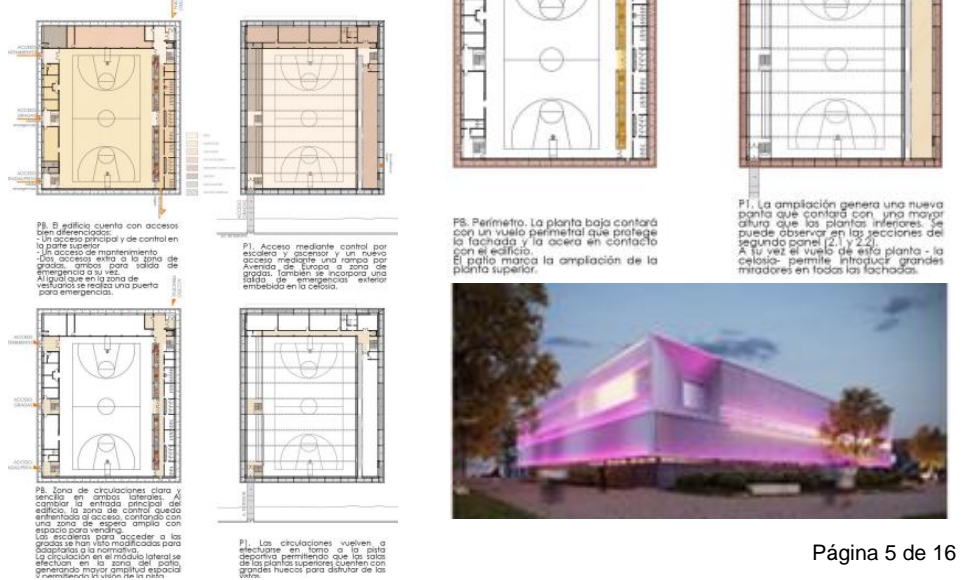 ACCESO
ACCESO
GRADAS
PB. El edificio cuenta con accesos
bien diferenciados:
- Un acceso principal y de control en
la parte superior
- Un acceso de mantenimiento
-Dos accesos extra a la zona de
gradas, ambos para salida de
emergencia a su vez.
Al igual que en la zona de
vestuarios se realiza una puerta
para emergencias.
P1. Acceso mediante control por
escalera y ascensor y un nuevo
acceso mediante una rampa por
Avenida de Europa a zona de
gradas. También se incorpora una
salida de emergencias exterior
embebida en la celosía.
ACCESO
ACCESO
GRADAS
ACCESO
PB. Zona de circulaciones clara y
sencilla en ambos laterales. Al
cambiar la entrada principal del
edificio, la zona de control queda
enfrentada al acceso, contando con
una zona de espera amplia con
espacio para vending.
Las escaleras para acceder a las
gradas se han visto modificadas para
adaptarlas a la normativa.
La circulación en el módulo lateral se
efectúan en la zona del patio,
generando mayor amplitud espacial
y permitiendo la visión de la pista
P1. Las circulaciones vuelven a
efectuarse en torno a la pista
deportiva permitiendo que las salas
de las plantas superiores cuenten con
grandes huecos para disfrutar de las
vistas.
PB. Perímetro. La planta baja contará
con un vuelo perimetral que protege
la fachada y la acera en contacto
con el edificio.
El patio marca la ampliación de la
planta superior.
P1. La ampliación genera una nueva
panta que contará con una mayor
altura que las plantas inferiores. Se
puede observar en las secciones del
segundo panel (2.1 y 2.2).
A su vez el vuelo de esta planta - la
celosía- permite introducir grandes
miradores en todas las fachadas.
Página 5 de 16